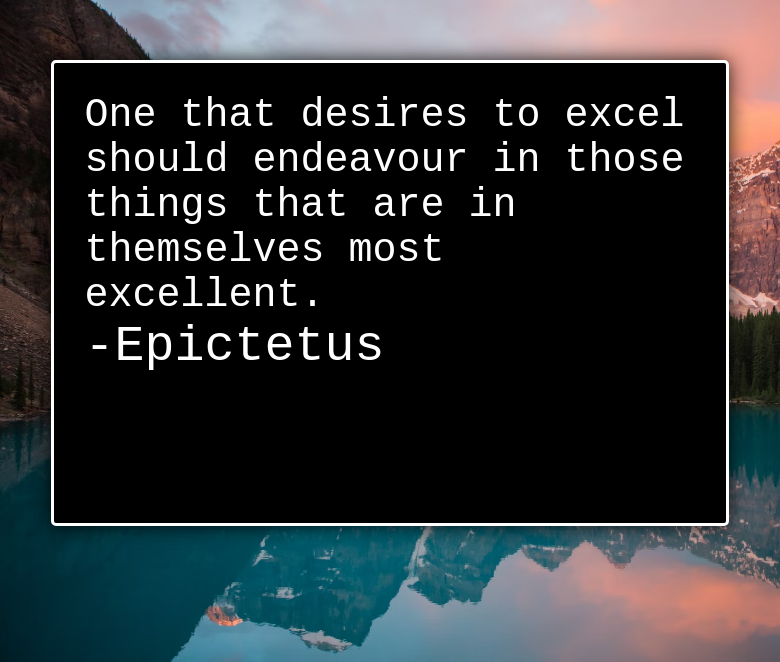 One that desires to excel
should endeavour in those
things that are in
themselves most
excellent.
-Epictetus